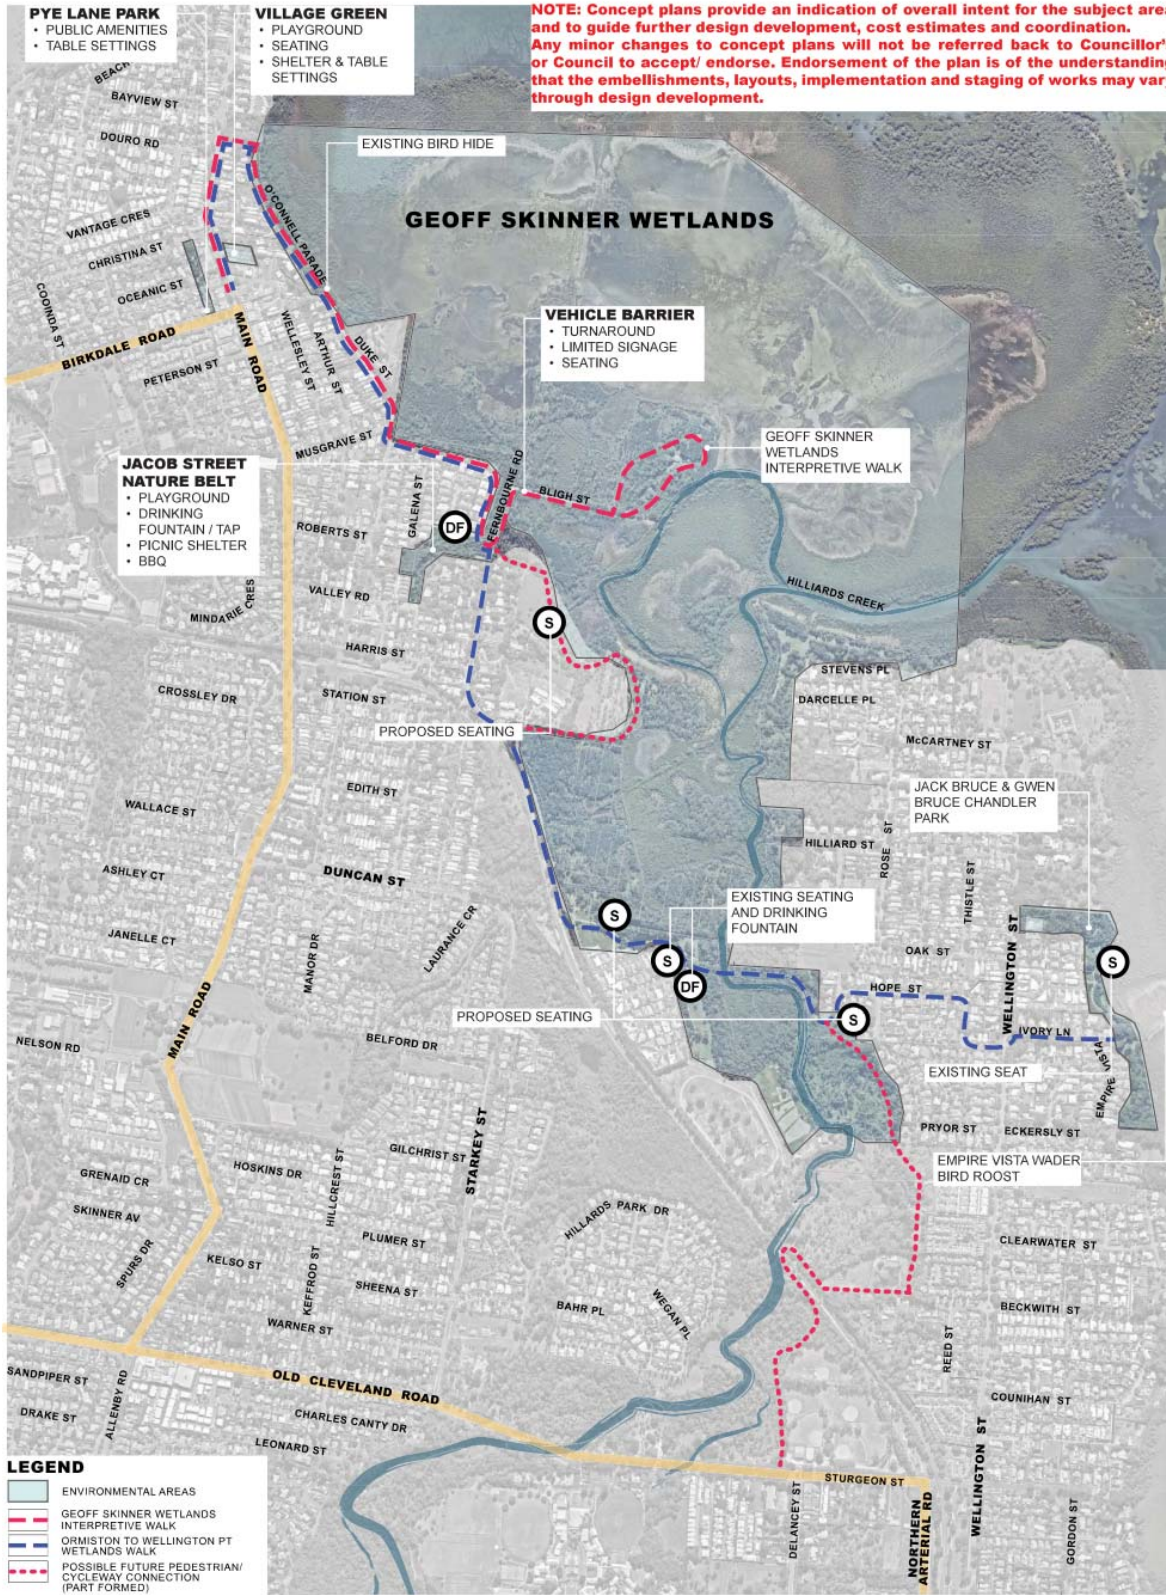 PYE LANE PARK
• PUBLIC AMENITIES
• TABLE SETTINGS
VILLAGE GREEN
• PLAYGROUND
• SEATING
• SHELTER & TABLE
SETTINGS
NOTE: Concept plans provide an indication of overall intent for the subject area
and to guide further design development, cost estimates and coordination.
Any minor changes to concept plans will not be referred back to Councillor's
or Council to accept/ endorse. Endorsement of the plan is of the understanding
that the embellishments, layouts, implementation and staging of works may vary
through design development.
BEACH
BAYVIEW ST
DOURO RD
EXISTING BIRD HIDE
O'CONNELL PARADE
GEOFF SKINNER WETLANDS
VANTAGE CRES
CHRISTINA ST
OCEANIC ST
COOINDA ST
BIRKDALE ROAD
MAIN ROAD
WELLESLEY ST
ARTHUR ST
DUKE ST
PETERSON ST
VEHICLE BARRIER
• TURNAROUND
• LIMITED SIGNAGE
• SEATING
MUSGRAVE ST
GEOFF SKINNER
WETLANDS
INTERPRETIVE WALK
JACOB STREET
NATURE BELT
• PLAYGROUND
• DRINKING
FOUNTAIN / TAP
• PICNIC SHELTER
• BBQ
GALENA ST
FERNBOURNE RD
BLIGH ST
DF
ROBERTS ST
VALLEY RD
HILLIARDS CREEK
MINDARIE CRES
S
HARRIS ST
STEVENS PL
CROSSLEY DR
STATION ST
DARCELLE PL
PROPOSED SEATING
McCARTNEY ST
EDITH ST
JACK BRUCE & GWEN
BRUCE CHANDLER
PARK
WALLACE ST
HILLIARD ST
ROSE ST
ASHLEY CT
DUNCAN ST
THISTLE ST
EXISTING SEATING
AND DRINKING
FOUNTAIN
S
JANELLE CT
MANOR DR
LAURANCE CR
OAK ST
WELLINGTON ST
S
S
DF
HOPE ST
MAIN ROAD
PROPOSED SEATING
S
IVORY LN
NELSON RD
BELFORD DR
EXISTING SEAT
EMPIRE VISTA
STARKEY ST
PRYOR ST
ECKERSLY ST
GILCHRIST ST
EMPIRE VISTA WADER
BIRD ROOST
GRENAID CR
HOSKINS DR
HILLCREST ST
SKINNER AV
HILLARDS PARK DR
SPURS DR
KELSO ST
KEFFROD ST
PLUMER ST
CLEARWATER ST
SHEENA ST
BAHR PL
WEGAN PL
BECKWITH ST
WARNER ST
REED ST
SANDPIPER ST
ALLENBY RD
OLD CLEVELAND ROAD
COUNIHAN ST
DRAKE ST
CHARLES CANTY DR
LEONARD ST
WELLINGTON ST
STURGEON ST
DELANCEY ST
NORTHERN
ARTERIAL RD
GORDON ST
LEGEND
ENVIRONMENTAL AREAS
GEOFF SKINNER WETLANDS
INTERPRETIVE WALK
ORMISTON TO WELLINGTON PT
WETLANDS WALK
POSSIBLE FUTURE PEDESTRIAN/
CYCLEWAY CONNECTION
(PART FORMED)